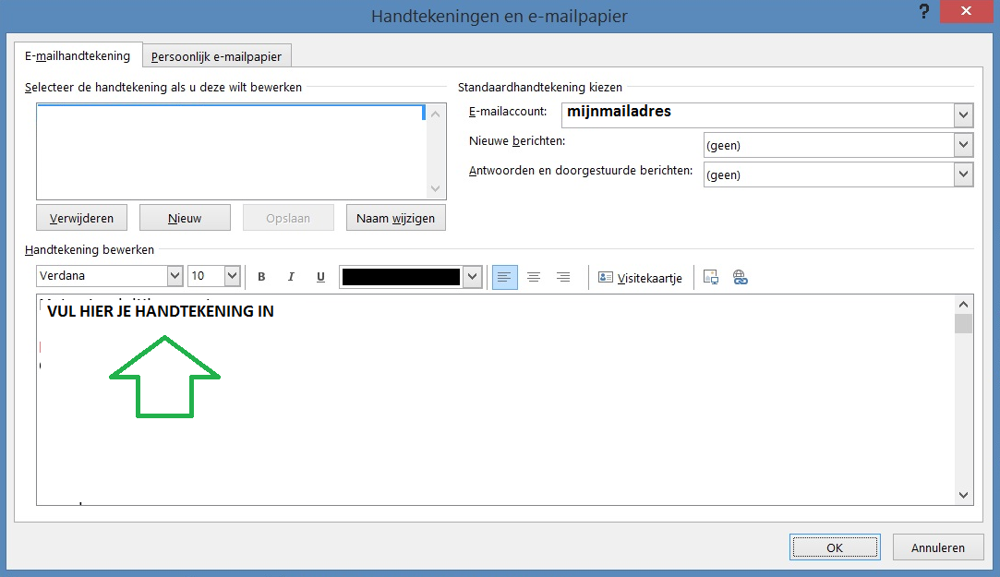 Handtekeningen en e-mailpapier
?
E-mailhandtekening
Persoonlijk e-mailpapier
Selecteer de handtekening als u deze wilt bewerken
Standaardhandtekening kiezen
E-mailaccount:
mijnmailadres
Nieuwe berichten:
(geen)
Antwoorden en doorgestuurde berichten:
(geen)
Verwijderen
Nieuw
Opslaan
Naam wijzigen
Handtekening bewerken
Verdana
10
B
I
U
Visitekaartje
VUL HIER JE HANDTEKENING IN
OK
Annuleren